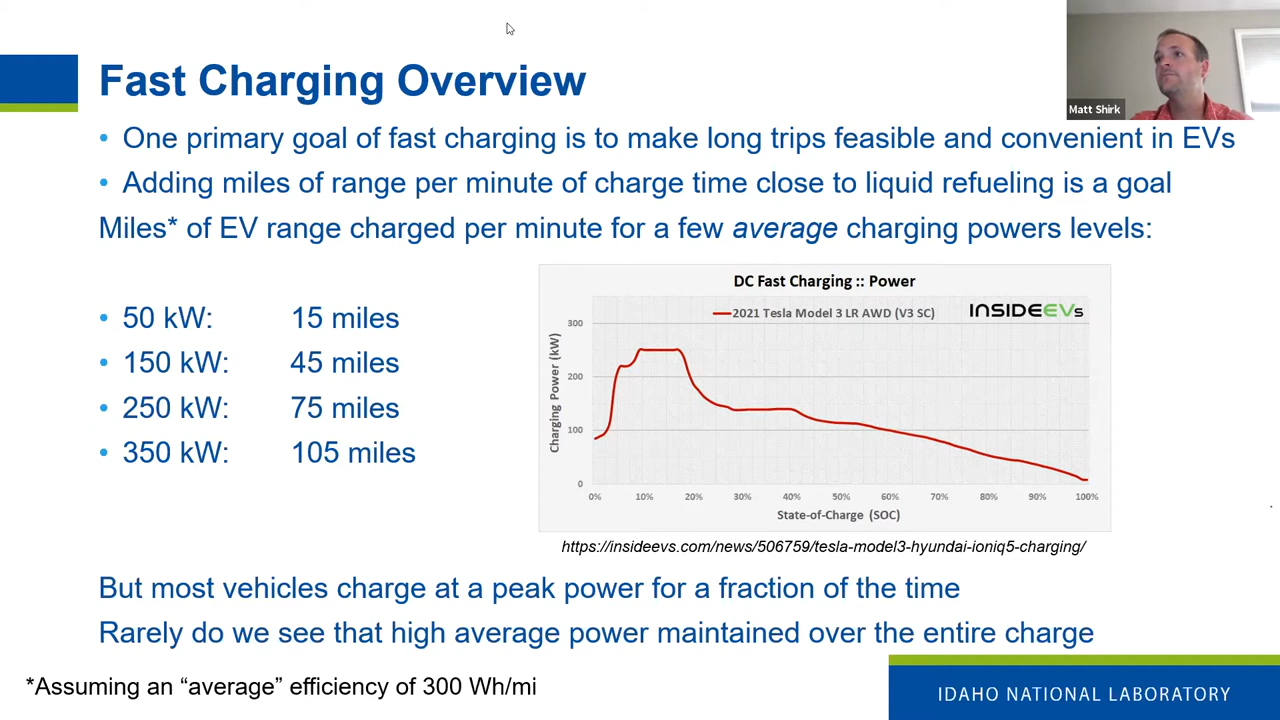 Matt Shirk
Fast Charging Overview
• One primary goal of fast charging is to make long trips feasible and convenient in EVs
• Adding miles of range per minute of charge time close to liquid refueling is a goal
Miles* of EV range charged per minute for a few average charging powers levels:
• 50 kW: 15 miles
• 150 kW: 45 miles
• 250 kW: 75 miles
• 350 kW: 105 miles
DC Fast Charging :: Power
2021 Tesla Model 3 LR AWD (V3 SC)
INSIDEEVs
Charging Power (kW)
300
200
100
0
0% 10% 20% 30% 40% 50% 60% 70% 80% 90% 100%
State-of-Charge (SOC)
https://insideevs.com/news/506759/tesla-model3-hyundai-ioniq5-charging/
But most vehicles charge at a peak power for a fraction of the time
Rarely do we see that high average power maintained over the entire charge
*Assuming an “average” efficiency of 300 Wh/mi
IDAHO NATIONAL LABORATORY